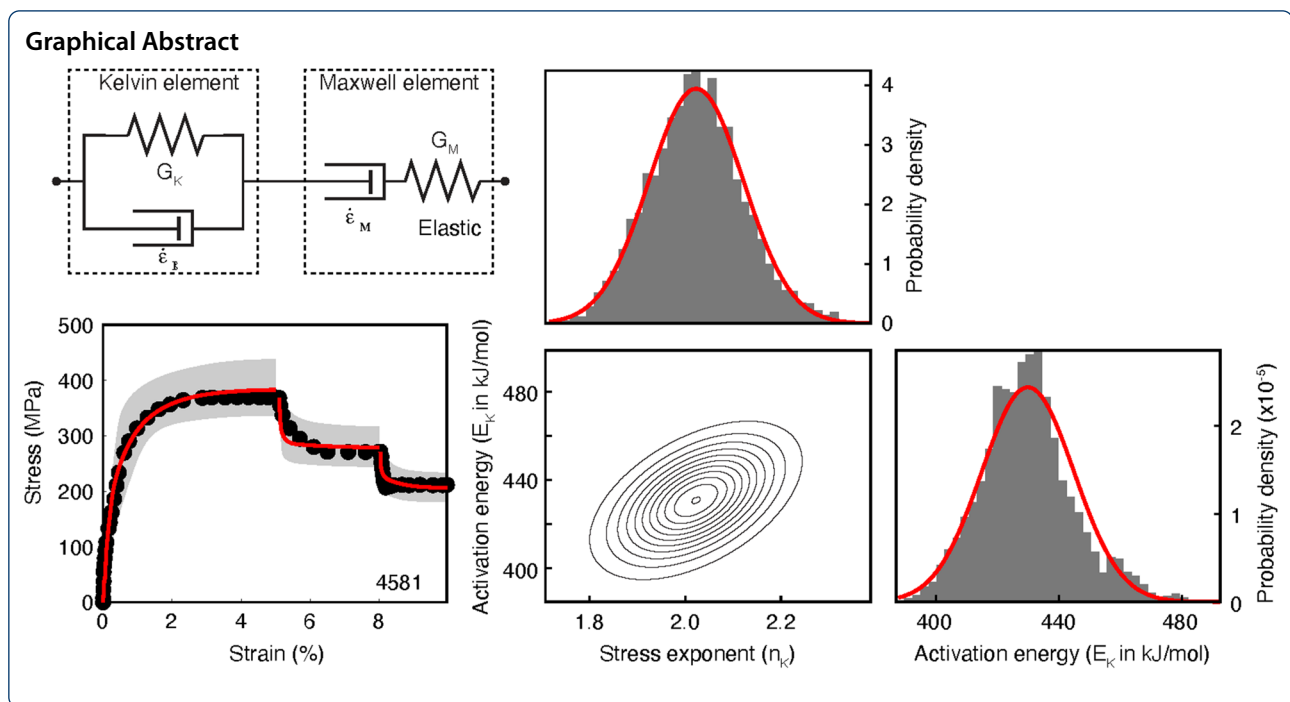 Graphical Abstract
Kelvin element
Maxwell element
G_K
G_M
ε̇_M
Elastic
500
400
300
200
100
0
Stress (MPa)
0
2
4
6
8
Strain (%)
4581
4
3
2
1
0
Probability density
480
440
400
Activation energy (E_K in kJ/mol)
1.8
2.0
2.2
Stress exponent (n_K)
2
1
0
Probability density (x10⁻⁵)
400
440
480
Activation energy (E_K in kJ/mol)